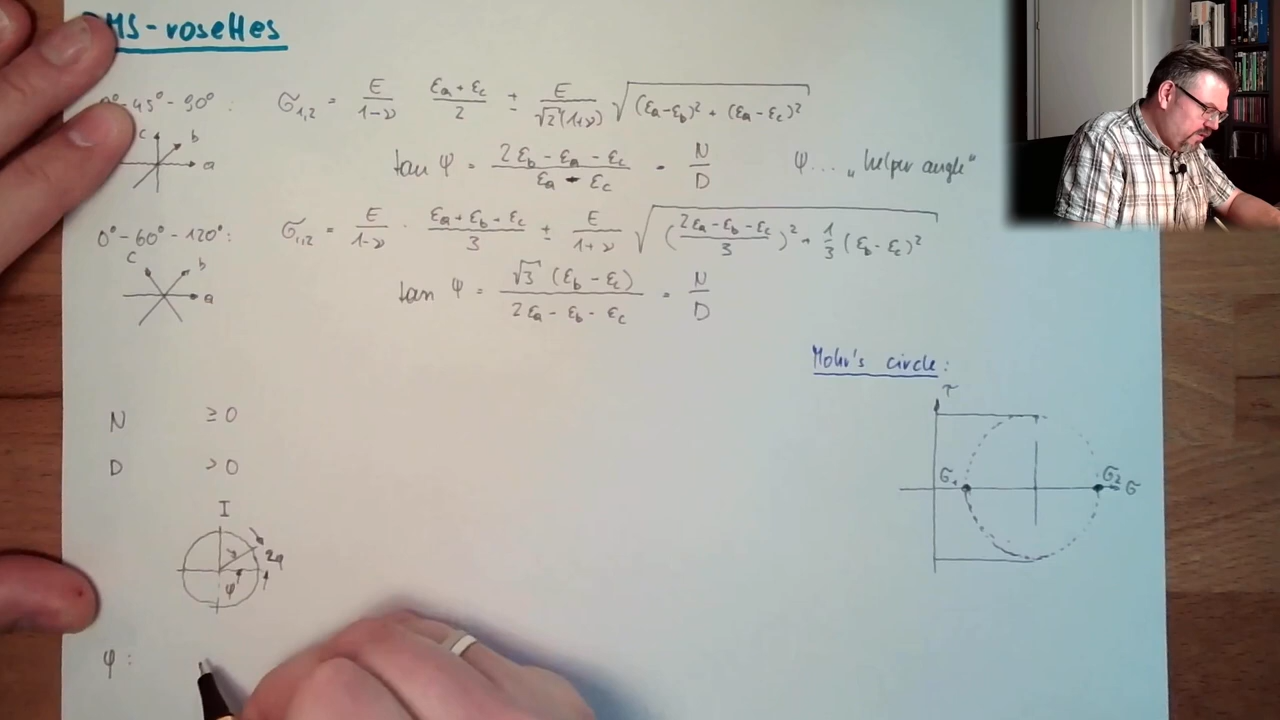 DMS-rosettes
0°-45°-90° : σ1,2 = E/(1-ν) (εa+εc)/2 ± E/(√2(1+ν)) √((εa-εb)²+(εa-εc)²)
c b a
tan φ = (2εb - εa - εc)/(εa - εc) = N/D φ... „helper angle"
0°-60°-120°: σ1,2 = E/(1-ν) · (εa+εb+εc)/3 ± E/(1+ν) √(((2εa-εb-εc)/3)² + 1/3 (εb-εc)²)
c b a
tan φ = √3 (εb-εc)/(2εa - εb - εc) = N/D
Mohr's circle:
τ
N ≥0
D >0
σ1 σ2 σ
I
2φ
φ
φ :